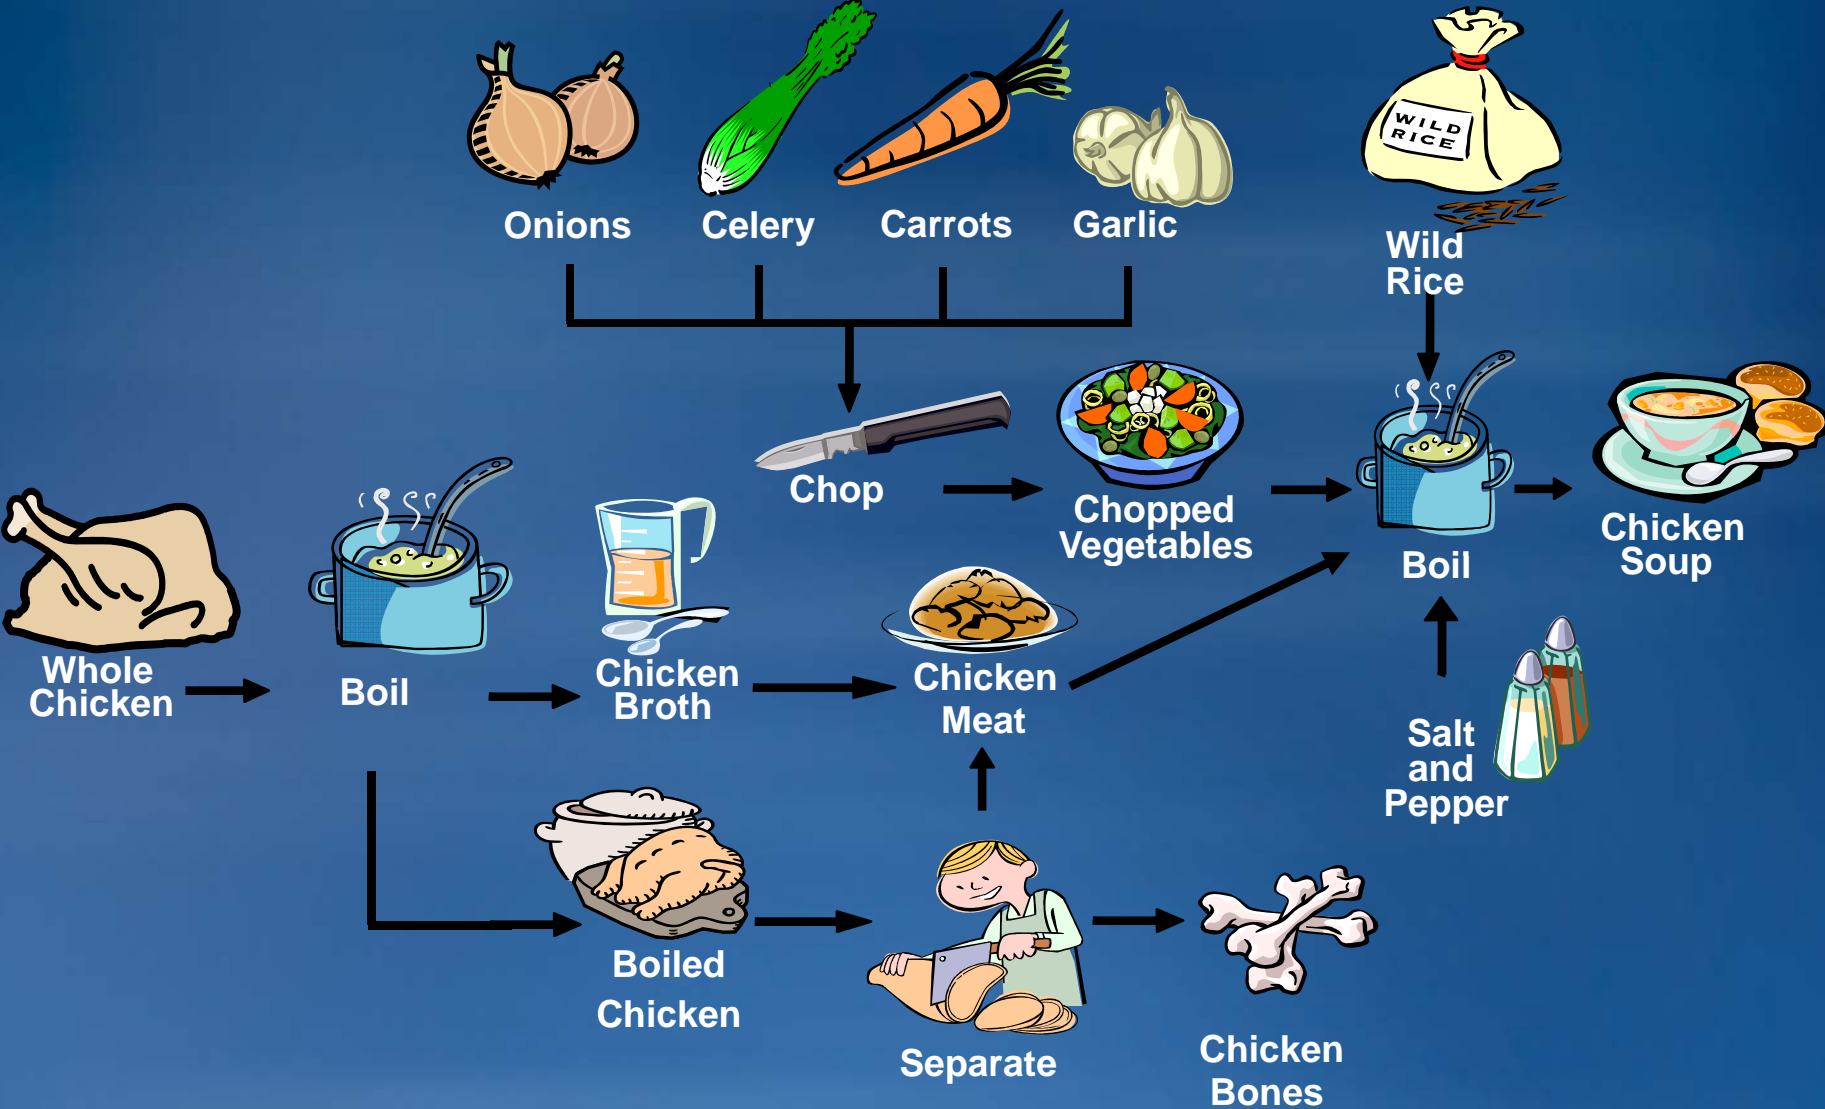 WILD
RICE
Onions
Celery
Carrots
Garlic
Wild
Rice
Chop
Chopped
Vegetables
Boil
Chicken
Soup
Whole
Chicken
Boil
Chicken
Broth
Chicken
Meat
Salt
and
Pepper
Boiled
Chicken
Separate
Chicken
Bones